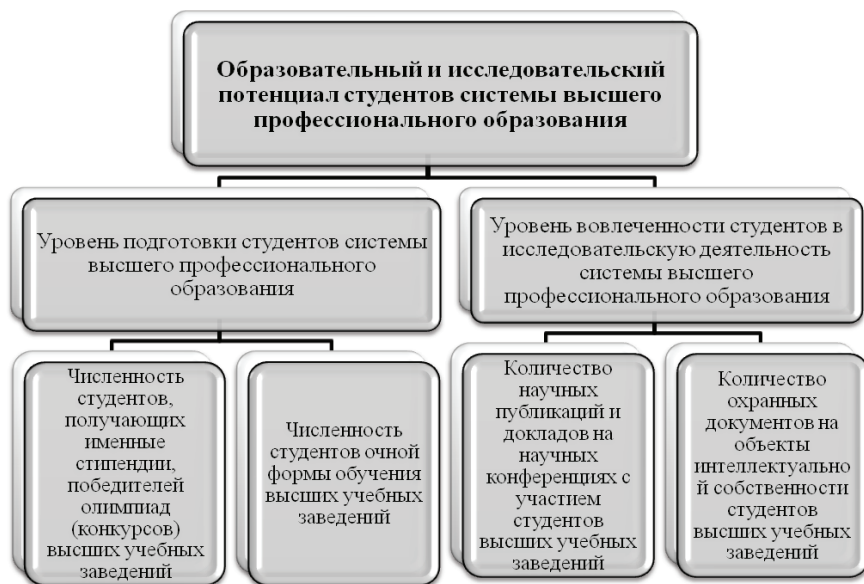 Образовательный и исследовательский
потенциал студентов системы высшего
профессионального образования
Уровень подготовки студентов системы
высшего профессионального
образования
Уровень вовлеченности студентов в
исследовательскую деятельность
системы высшего
профессионального образования
Численность
студентов,
получающих
именные
стипендии,
победителей
олимпиад
(конкурсов)
высших учебных
заведений
Численность
студентов очной
формы обучения
высших учебных
заведений
Количество
научных
публикаций и
докладов на
научных
конференциях с
участием
студентов
высших учебных
заведений
Количество
охранных
документов на
объекты
интеллектуально
й собственности
студентов
высших учебных
заведений